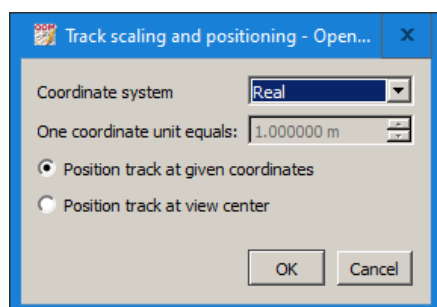 Track scaling and positioning - Open...
Coordinate system Real
One coordinate unit equals: 1.000000 m
Position track at given coordinates
Position track at view center
OK Cancel